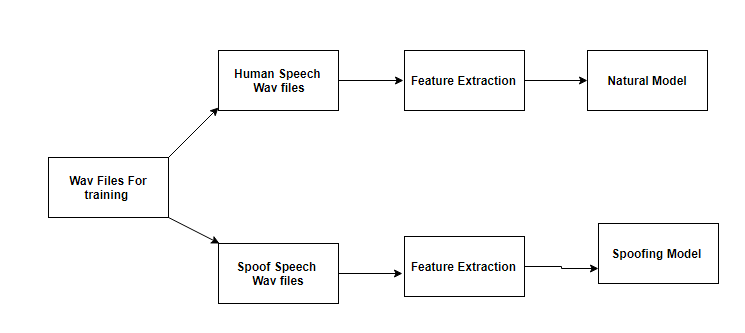 Human Speech
Wav files
Feature Extraction
Natural Model
Wav Files For
training
Spoof Speech
Wav files
Feature Extraction
Spoofing Model